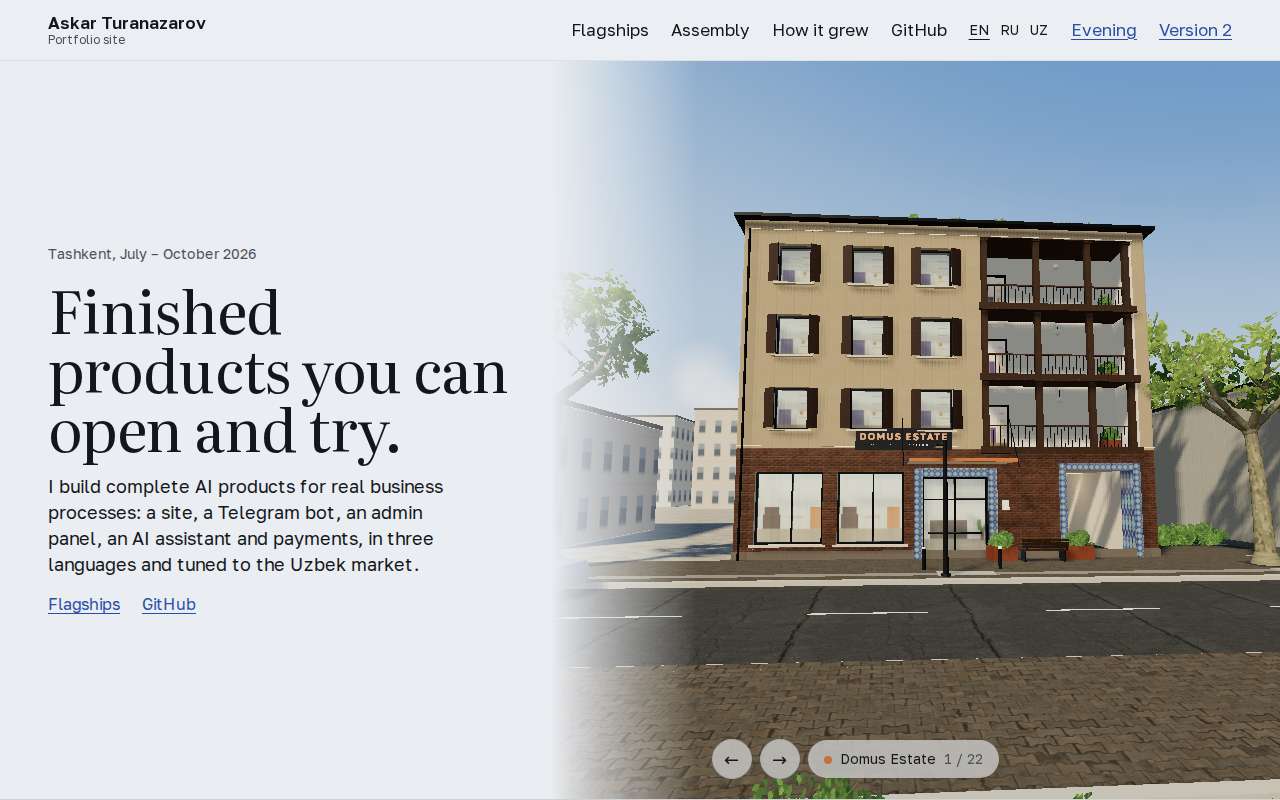 Askar Turanazarov
Portfolio site
Flagships Assembly How it grew GitHub EN RU UZ Evening Version 2
Tashkent, July – October 2026
Finished
products you can
open and try.
I build complete AI products for real business
processes: a site, a Telegram bot, an admin
panel, an AI assistant and payments, in three
languages and tuned to the Uzbek market.
Flagships GitHub
DOMUS ESTATE
← → Domus Estate 1 / 22